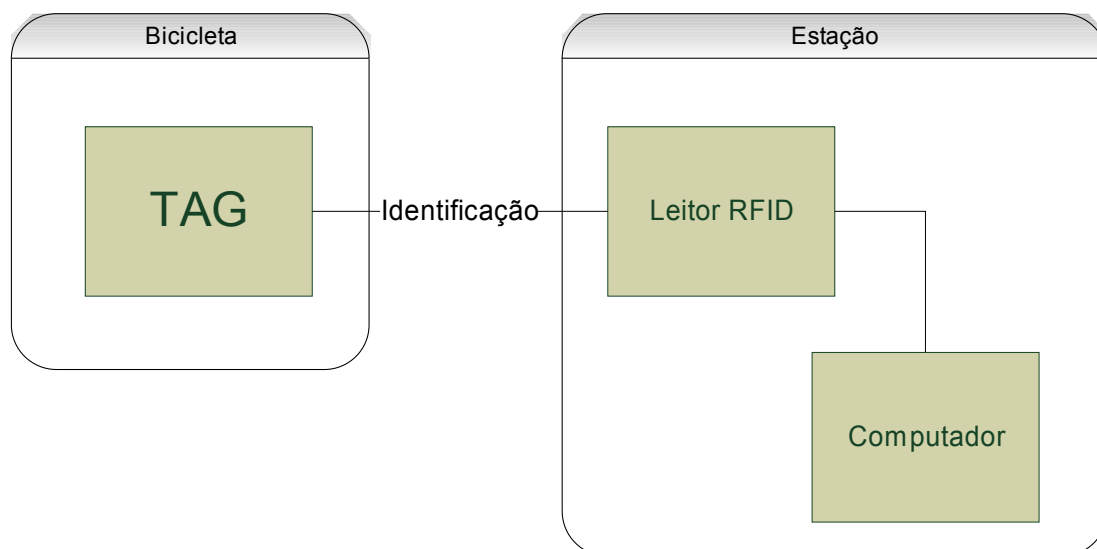 Bicicleta
Estação
TAG
Identificação
Leitor RFID
Computador